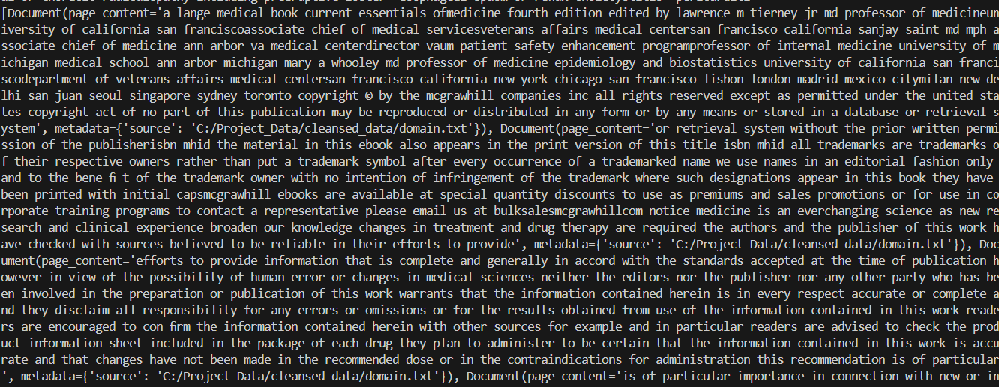 [Document(page_content='a lange medical book current essentials ofmedicine fourth edition edited by lawrence m tierney jr md professor of medicineun
iversity of california san franciscoassociate chief of medical servicesveterans affairs medical centersan francisco california sanjay saint md mph a
ssociate chief of medicine ann arbor va medical centerdirector vaum patient safety enhancement programprofessor of internal medicine university of m
ichigan medical school ann arbor michigan mary a whooley md professor of medicine epidemiology and biostatistics university of california san franci
scodepartment of veterans affairs medical centersan francisco california new york chicago san francisco lisbon london madrid mexico citymilan new de
lhi san juan seoul singapore sydney toronto copyright © by the mcgrawhill companies inc all rights reserved except as permitted under the united sta
tes copyright act of no part of this publication may be reproduced or distributed in any form or by any means or stored in a database or retrieval s
ystem', metadata={'source': 'C:/Project_Data/cleansed_data/domain.txt'}), Document(page_content='or retrieval system without the prior written permi
ssion of the publisherisbn mhid the material in this ebook also appears in the print version of this title isbn mhid all trademarks are trademarks o
f their respective owners rather than put a trademark symbol after every occurrence of a trademarked name we use names in an editorial fashion only
and to the bene fi t of the trademark owner with no intention of infringement of the trademark where such designations appear in this book they have
been printed with initial capsmcgrawhill ebooks are available at special quantity discounts to use as premiums and sales promotions or for use in co
rporate training programs to contact a representative please email us at bulksalesmcgrawhillcom notice medicine is an everchanging science as new re
search and clinical experience broaden our knowledge changes in treatment and drug therapy are required the authors and the publisher of this work h
ave checked with sources believed to be reliable in their efforts to provide', metadata={'source': 'C:/Project_Data/cleansed_data/domain.txt'}), Doc
ument(page_content='efforts to provide information that is complete and generally in accord with the standards accepted at the time of publication h
owever in view of the possibility of human error or changes in medical sciences neither the editors nor the publisher nor any other party who has be
en involved in the preparation or publication of this work warrants that the information contained herein is in every respect accurate or complete a
nd they disclaim all responsibility for any errors or omissions or for the results obtained from use of the information contained in this work reade
rs are encouraged to con firm the information contained herein with other sources for example and in particular readers are advised to check the prod
uct information sheet included in the package of each drug they plan to administer to be certain that the information contained in this work is accu
rate and that changes have not been made in the recommended dose or in the contraindications for administration this recommendation is of particular
', metadata={'source': 'C:/Project_Data/cleansed_data/domain.txt'}), Document(page_content='is of particular importance in connection with new or in